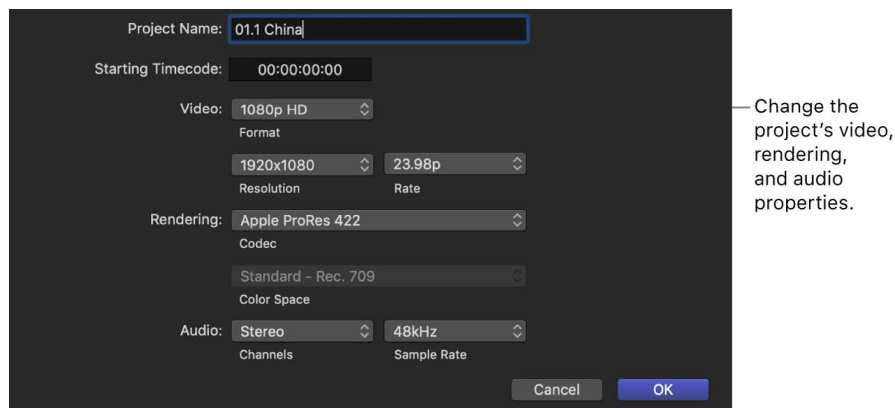 Project Name: 01.1 China
Starting Timecode: 00:00:00:00
Video: 1080p HD
Format
1920x1080 23.98p
Resolution Rate
Rendering: Apple ProRes 422
Codec
Standard - Rec. 709
Color Space
Audio: Stereo 48kHz
Channels Sample Rate
Cancel OK
Change the
project’s video,
rendering,
and audio
properties.